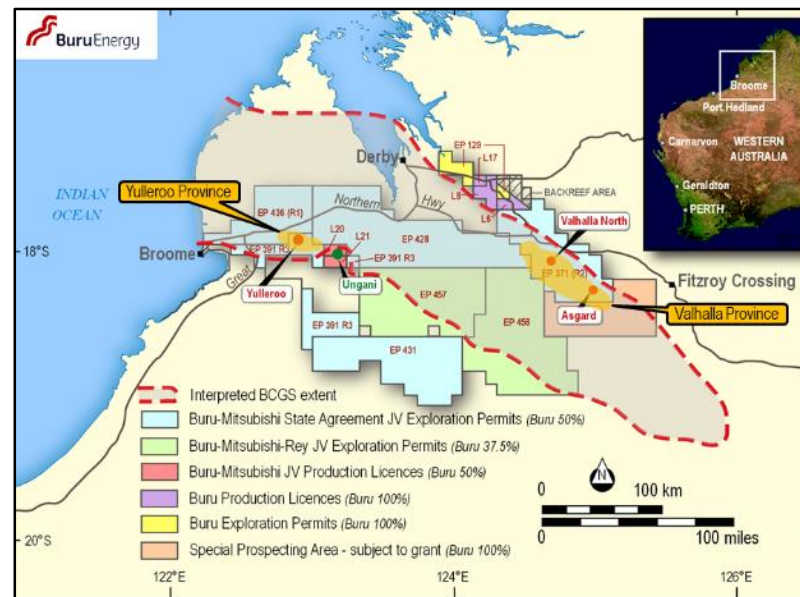 BuruEnergy
Broome
Port Hedland
Carnarvon
WESTERN
AUSTRALIA
Geraldton
PERTH
EP 129
L17
Derby
L8
L6
BACKREEF AREA
INDIAN
OCEAN
Yulleroo Province
EP 436 (R1)
Northern
Hwy
Valhalla North
18°S
Broome
Great
EP 391 R3
L20
L21
EP 428
EP 391 R3
EP 371 (R2)
Fitzroy Crossing
Yulleroo
Ungani
EP 457
Asgard
Valhalla Province
EP 391 R3
EP 458
EP 431
Interpreted BCGS extent
Buru-Mitsubishi State Agreement JV Exploration Permits (Buru 50%)
Buru-Mitsubishi-Rey JV Exploration Permits (Buru 37.5%)
Buru-Mitsubishi JV Production Licences (Buru 50%)
Buru Production Licences (Buru 100%)
Buru Exploration Permits (Buru 100%)
Special Prospecting Area - subject to grant (Buru 100%)
N
0 100 km
0 100 miles
20°S
122°E
124°E
126°E